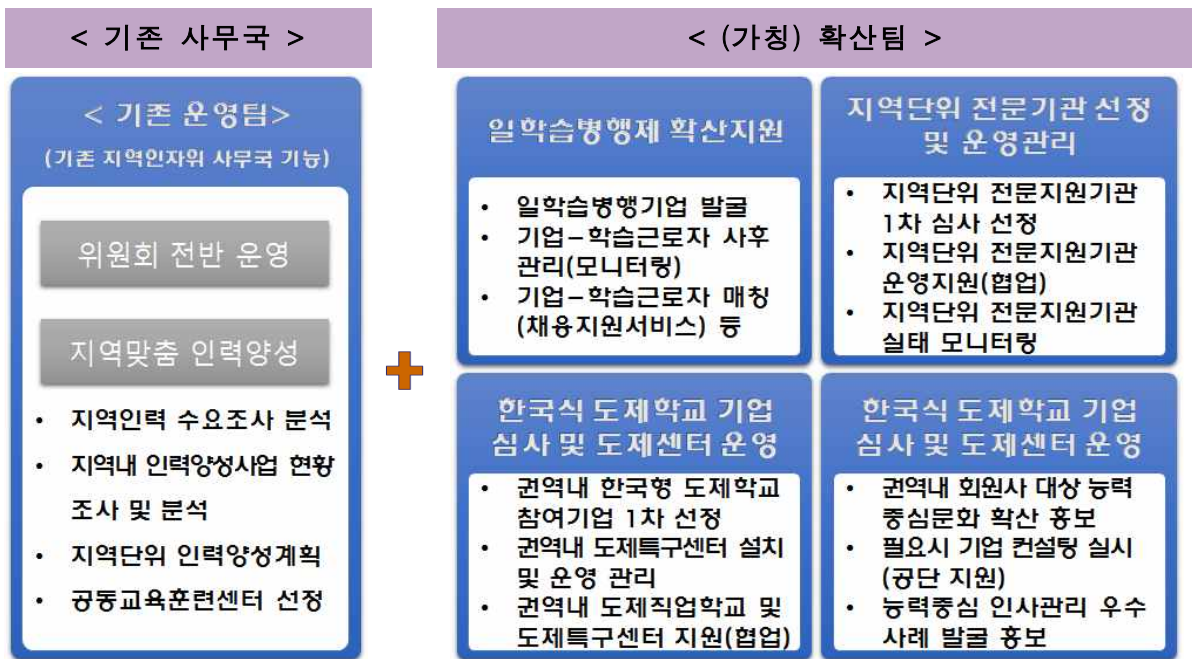 < 기존 사무국 >
< (가칭) 확산팀 >
< 기존 운영팀>
(기존 지역인자위 사무국 기능)
위원회 전반 운영
지역맞춤 인력양성
• 지역인력 수요조사 분석
• 지역내 인력양성사업 현황
조사 및 분석
• 지역단위 인력양성계획
• 공동교육훈련센터 선정
일학습병행제 확산지원
• 일학습병행기업 발굴
• 기업-학습근로자 사후
관리(모니터링)
• 기업-학습근로자 매칭
(채용지원서비스) 등
지역단위 전문기관 선정
및 운영관리
• 지역단위 전문지원기관
1차 심사 선정
• 지역단위 전문지원기관
운영지원(협업)
• 지역단위 전문지원기관
실태 모니터링
한국식 도제학교 기업
심사 및 도제센터 운영
• 권역내 한국형 도제학교
참여기업 1차 선정
• 권역내 도제특구센터 설치
및 운영 관리
• 권역내 도제직업학교 및
도제특구센터 지원(협업)
한국식 도제학교 기업
심사 및 도제센터 운영
• 권역내 회원사 대상 능력
중심문화 확산 홍보
• 필요시 기업 컨설팅 실시
(공단 지원)
• 능력중심 인사관리 우수
사례 발굴 홍보